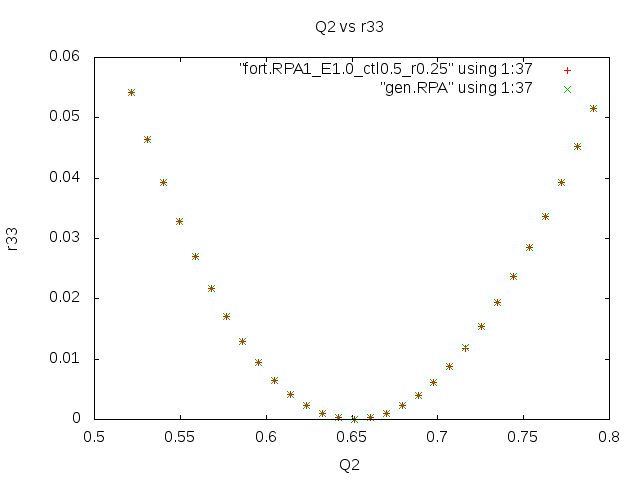 Q2 vs r33
"fort.RPA1_E1.0_ctl0.5_r0.25" using 1:37
"gen.RPA" using 1:37
0.06
0.05
0.04
0.03
0.02
0.01
0
r33
0.5 0.55 0.6 0.65 0.7 0.75 0.8
Q2